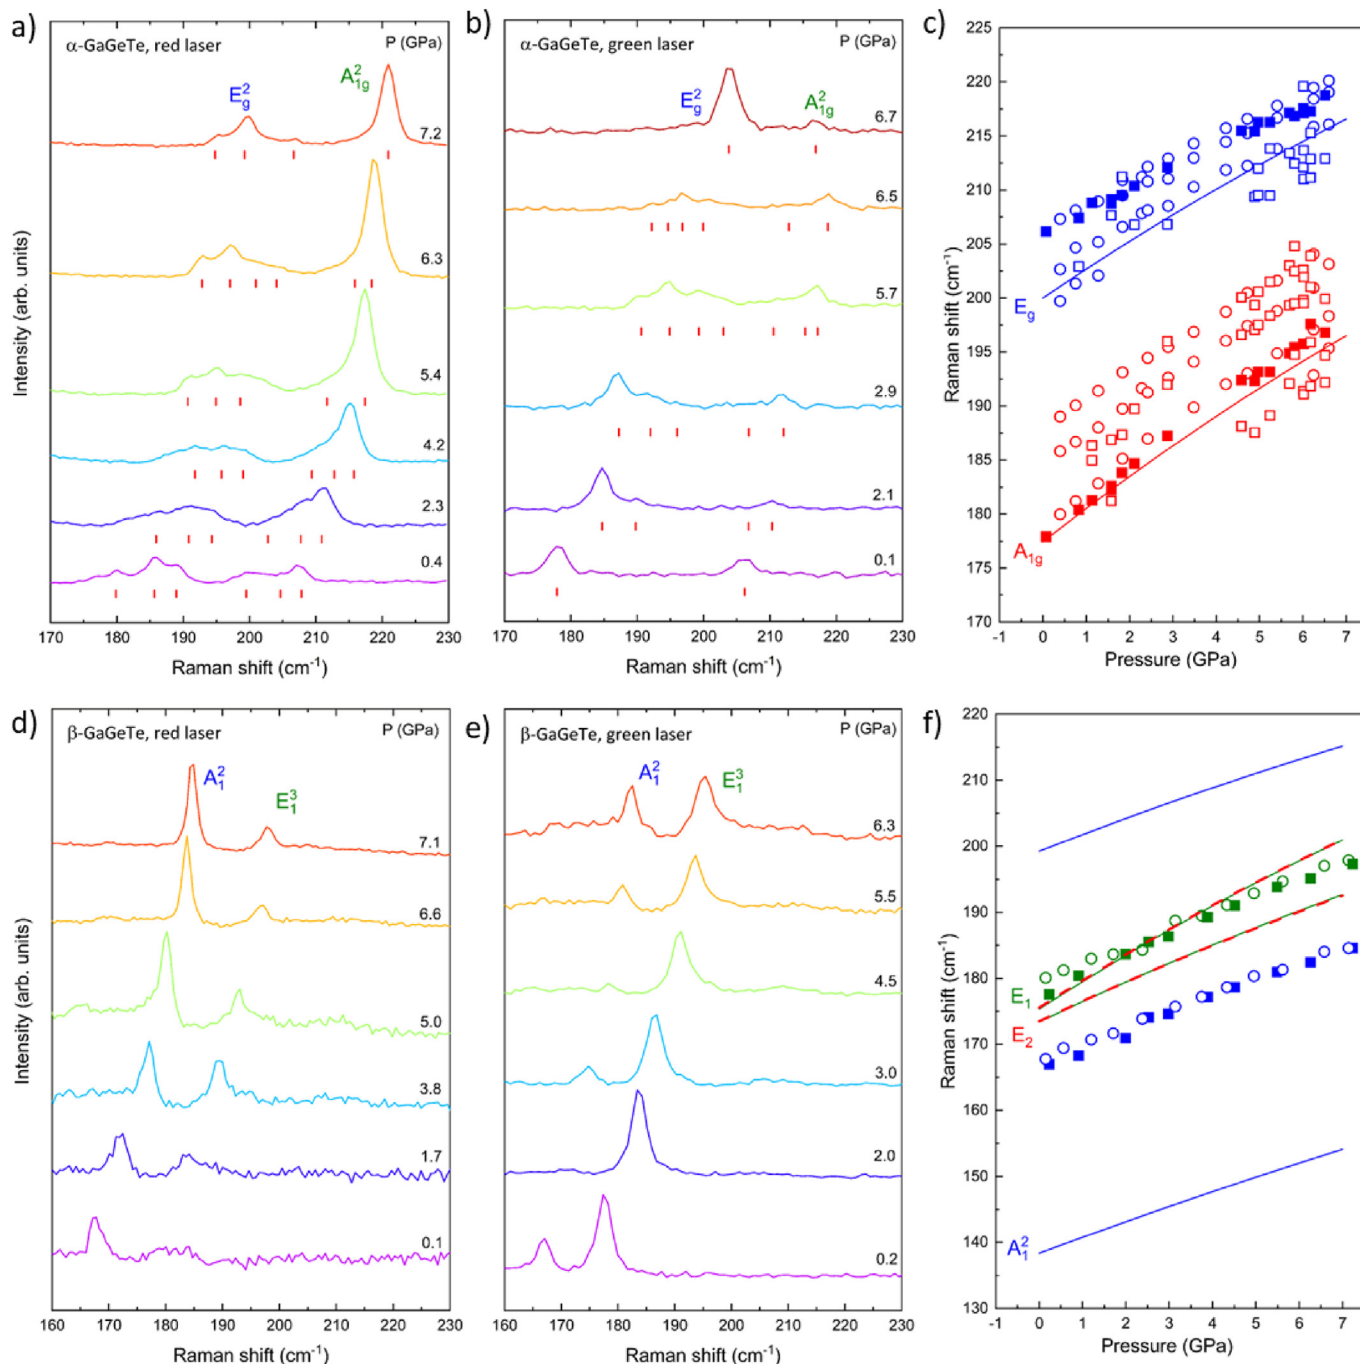 a)
α-GaGeTe, red laser
P (GPa)
E²g
A²1g
7.2
6.3
5.4
4.2
2.3
0.4
Intensity (arb. units)
170 180 190 200 210 220 230
Raman shift (cm⁻¹)
b)
α-GaGeTe, green laser
P (GPa)
E²g
A²1g
6.7
6.5
5.7
2.9
2.1
0.1
170 180 190 200 210 220 230
Raman shift (cm⁻¹)
c)
225
220
215
210
205
200
195
190
185
180
175
170
Raman shift (cm⁻¹)
Eg
A1g
-1 0 1 2 3 4 5 6 7
Pressure (GPa)
d)
β-GaGeTe, red laser
P (GPa)
A²1
E³1
7.1
6.6
5.0
3.8
1.7
0.1
Intensity (arb. units)
160 170 180 190 200 210 220 230
Raman shift (cm⁻¹)
e)
β-GaGeTe, green laser
P (GPa)
A²1
E³1
6.3
5.5
4.5
3.0
2.0
0.2
160 170 180 190 200 210 220 230
Raman shift (cm⁻¹)
f)
220
210
200
190
180
170
160
150
140
130
Raman shift (cm⁻¹)
E1
E2
A²1
-1 0 1 2 3 4 5 6 7
Pressure (GPa)